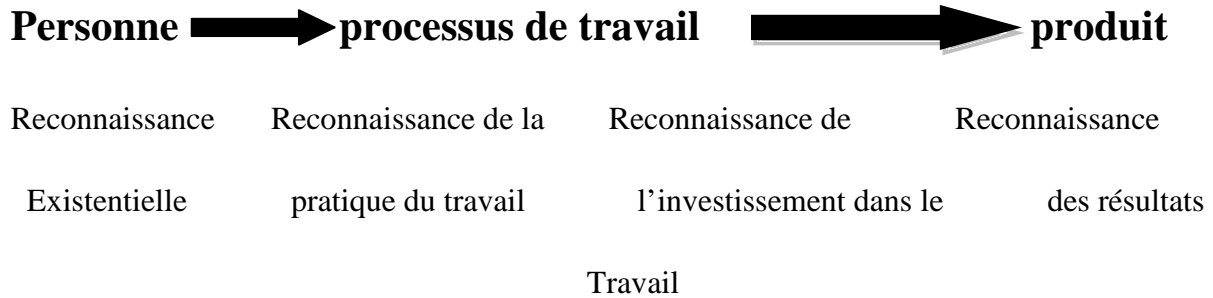 Personne processus de travail produit
Reconnaissance Reconnaissance de la Reconnaissance de Reconnaissance
Existentielle pratique du travail l’investissement dans le des résultats
Travail